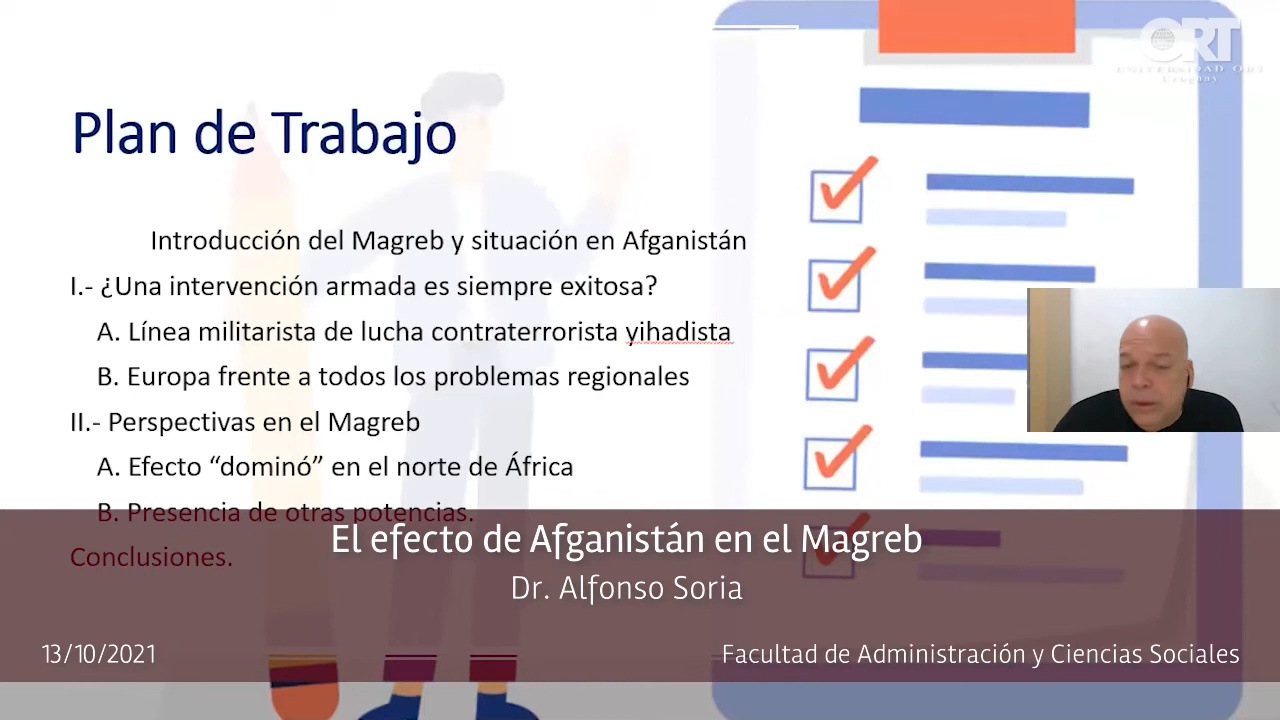 ORT
UNIVERSIDAD ORT
Uruguay
Plan de Trabajo
Introducción del Magreb y situación en Afganistán
I.- ¿Una intervención armada es siempre exitosa?
A. Línea militarista de lucha contraterrorista yihadista
B. Europa frente a todos los problemas regionales
II.- Perspectivas en el Magreb
A. Efecto “dominó” en el norte de África
B. Presencia de otras potencias.
Conclusiones.
El efecto de Afganistán en el Magreb
Dr. Alfonso Soria
13/10/2021
Facultad de Administración y Ciencias Sociales